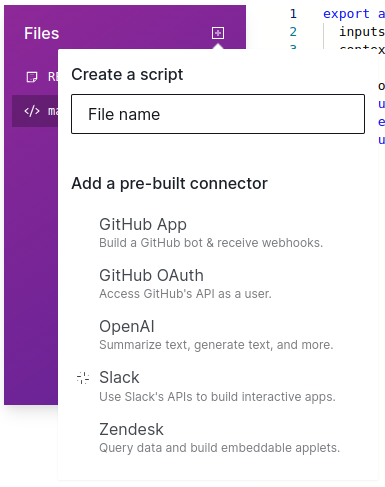 Files
1 export a
2 inputs
3 contex
Create a script
File name
Add a pre-built connector
GitHub App
Build a GitHub bot & receive webhooks.
GitHub OAuth
Access GitHub's API as a user.
OpenAI
Summarize text, generate text, and more.
Slack
Use Slack's APIs to build interactive apps.
Zendesk
Query data and build embeddable applets.